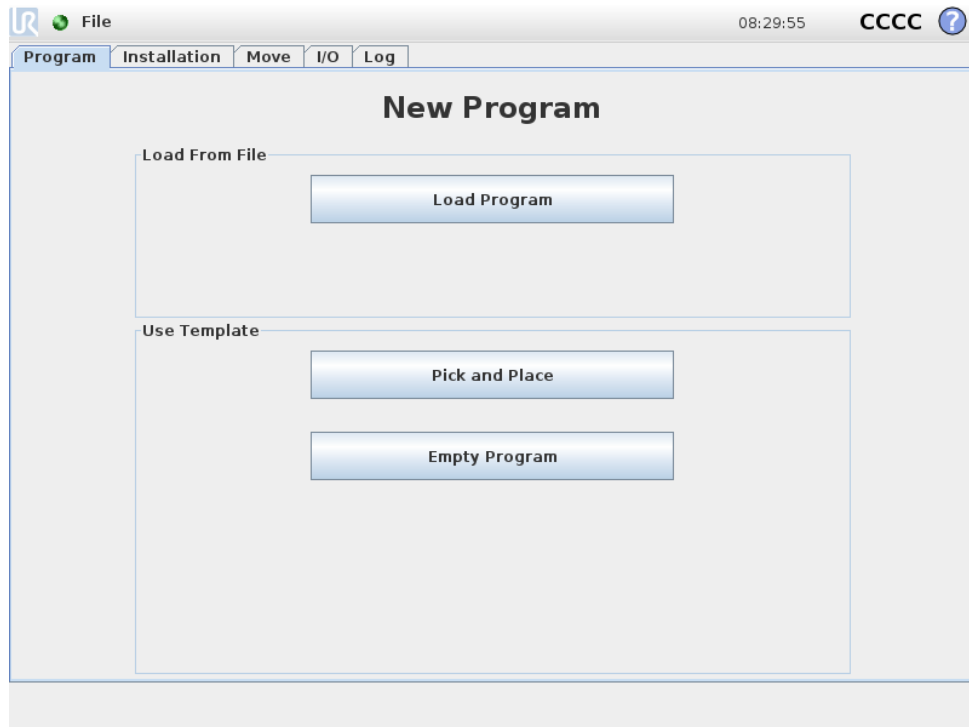 UR File 08:29:55 CCCC ?
Program Installation Move I/O Log
New Program
Load From File
Load Program
Use Template
Pick and Place
Empty Program